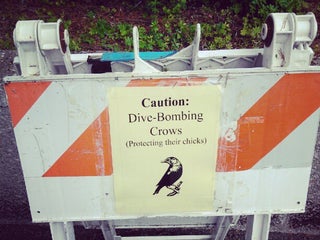 Caution:
Dive-Bombing
Crows
(Protecting their chicks)